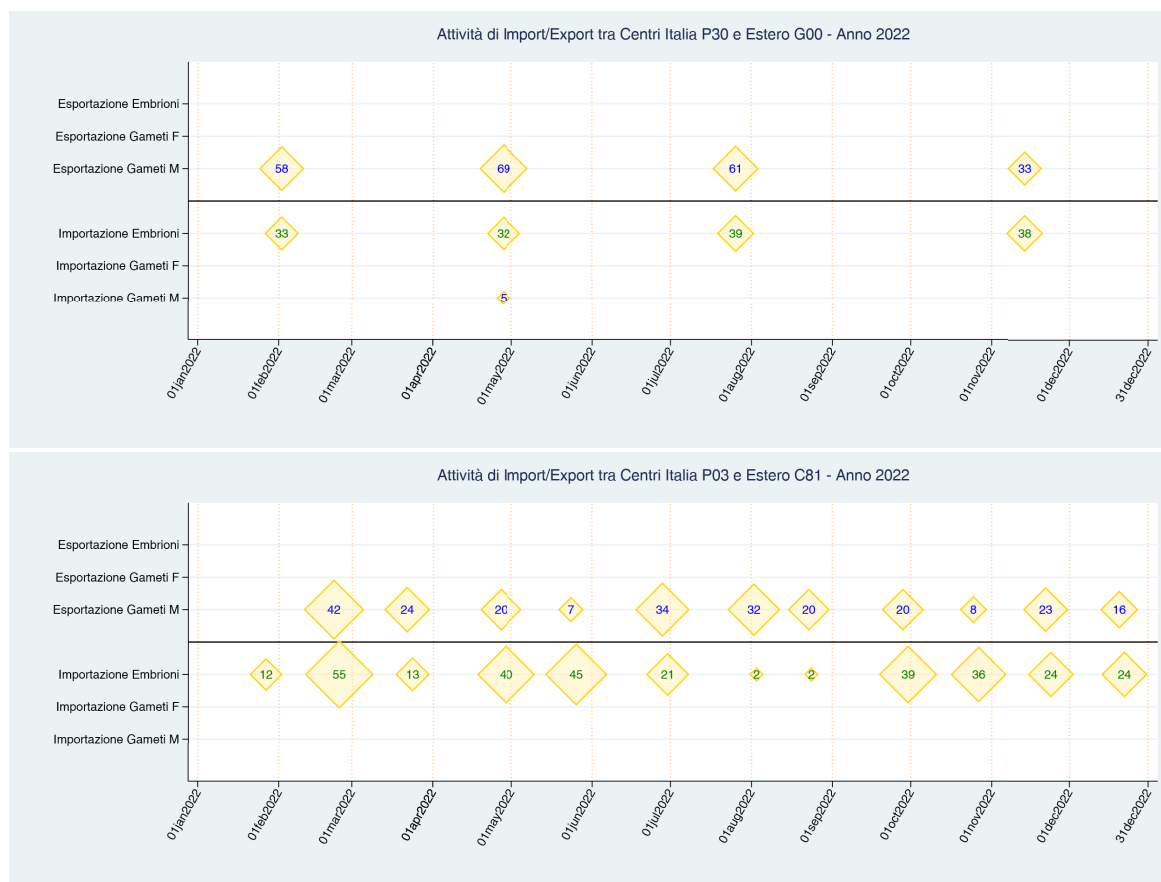 Attività di Import/Export tra Centri Italia P30 e Estero G00 - Anno 2022
Esportazione Embrioni
Esportazione Gameti F
Esportazione Gameti M
58 69 61 33
Importazione Embrioni
33 32 39 38
Importazione Gameti F
Importazione Gameti M
5
01jan2022 01feb2022 01mar2022 01apr2022 01may2022 01jun2022 01jul2022 01aug2022 01sep2022 01oct2022 01nov2022 01dec2022 31dec2022
Attività di Import/Export tra Centri Italia P03 e Estero C81 - Anno 2022
Esportazione Embrioni
Esportazione Gameti F
Esportazione Gameti M
42 24 20 7 34 32 20 20 8 23 16
Importazione Embrioni
12 55 13 40 45 21 2 2 39 36 24 24
Importazione Gameti F
Importazione Gameti M
01jan2022 01feb2022 01mar2022 01apr2022 01may2022 01jun2022 01jul2022 01aug2022 01sep2022 01oct2022 01nov2022 01dec2022 31dec2022